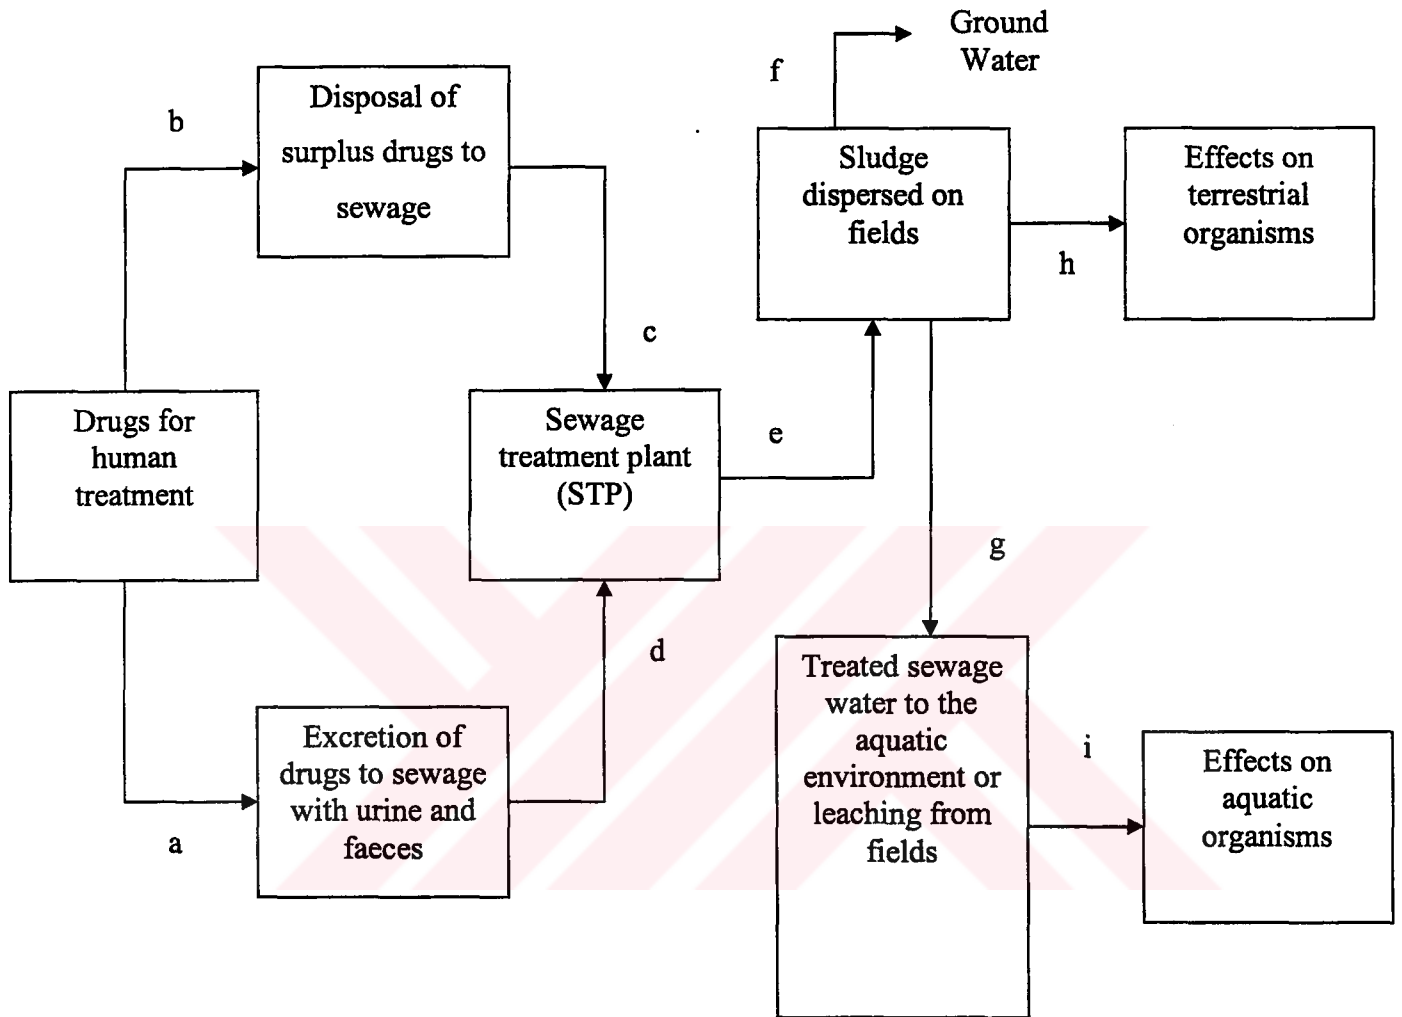 Ground
Water
f
b
Disposal of
surplus drugs to
sewage
Sludge
dispersed on
fields
Effects on
terrestrial
organisms
h
c
Drugs for
human
treatment
Sewage
treatment plant
(STP)
e
g
d
Excretion of
drugs to sewage
with urine and
faeces
a
Treated sewage
water to the
aquatic
environment or
leaching from
fields
i
Effects on
aquatic
organisms